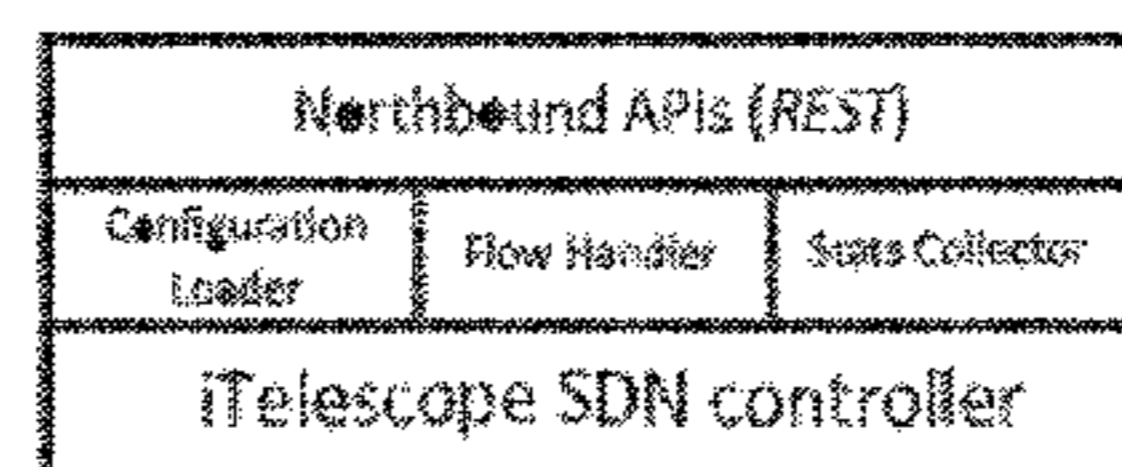 Northbound APIs (REST)
Configuration
Loader
Flow Handler
Stats Collector
iTelescope SDN controller